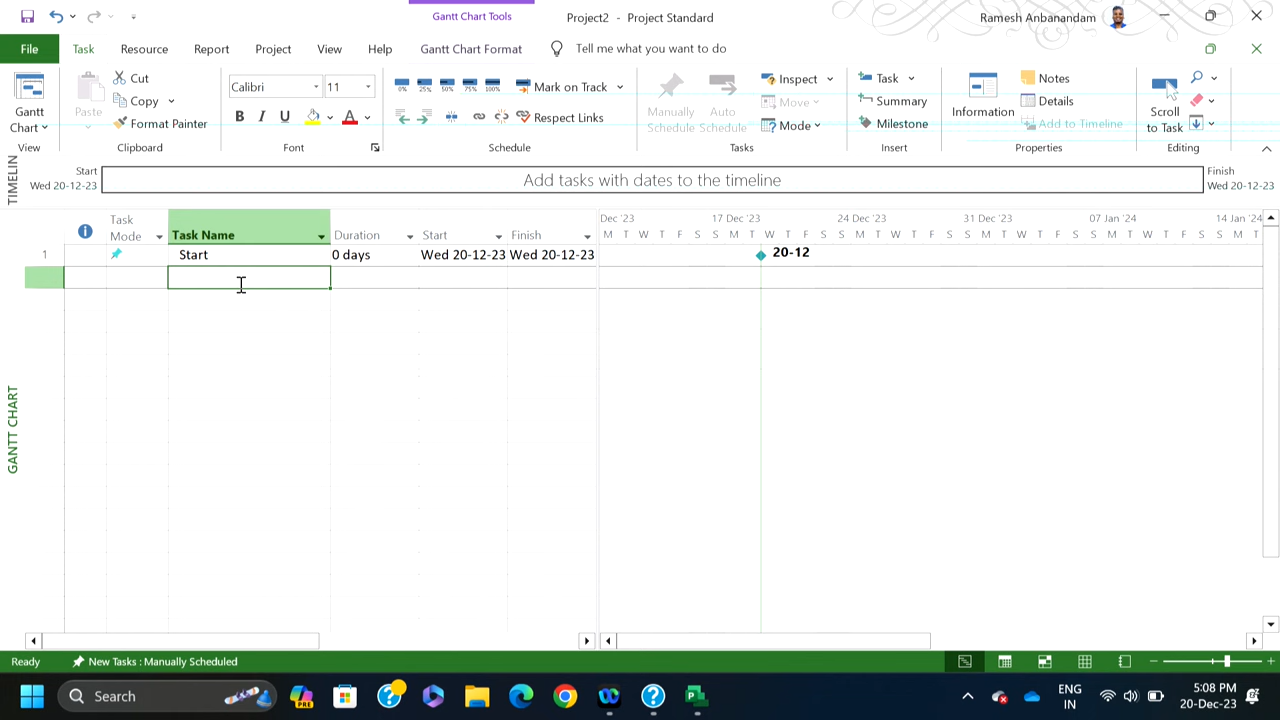 Gantt Chart Tools
Project2 - Project Standard
Ramesh Anbanandam
File Task Resource Report Project View Help Gantt Chart Format Tell me what you want to do
Gantt Chart
View
Paste
Cut
Copy
Format Painter
Clipboard
Calibri 11
B I U A
Font
0% 25% 50% 75% 100% Mark on Track
Respect Links
Schedule
Manually Schedule
Auto Schedule
Inspect
Move
Mode
Tasks
Task
Summary
Milestone
Insert
Information
Notes
Details
Add to Timeline
Properties
Scroll to Task
Editing
TIMELIN
Start
Wed 20-12-23
Add tasks with dates to the timeline
Finish
Wed 20-12-23
Task Mode Task Name Duration Start Finish
Dec '23 17 Dec '23 24 Dec '23 31 Dec '23 07 Jan '24 14 Jan '24
M T W T F S S M T W T F S S M T W T F S S M T W T F S S M T W T F S S M T
1 Start 0 days Wed 20-12-23 Wed 20-12-23 20-12
GANTT CHART
Ready New Tasks : Manually Scheduled
Search
PRE
ENG
IN
5:08 PM
20-Dec-23